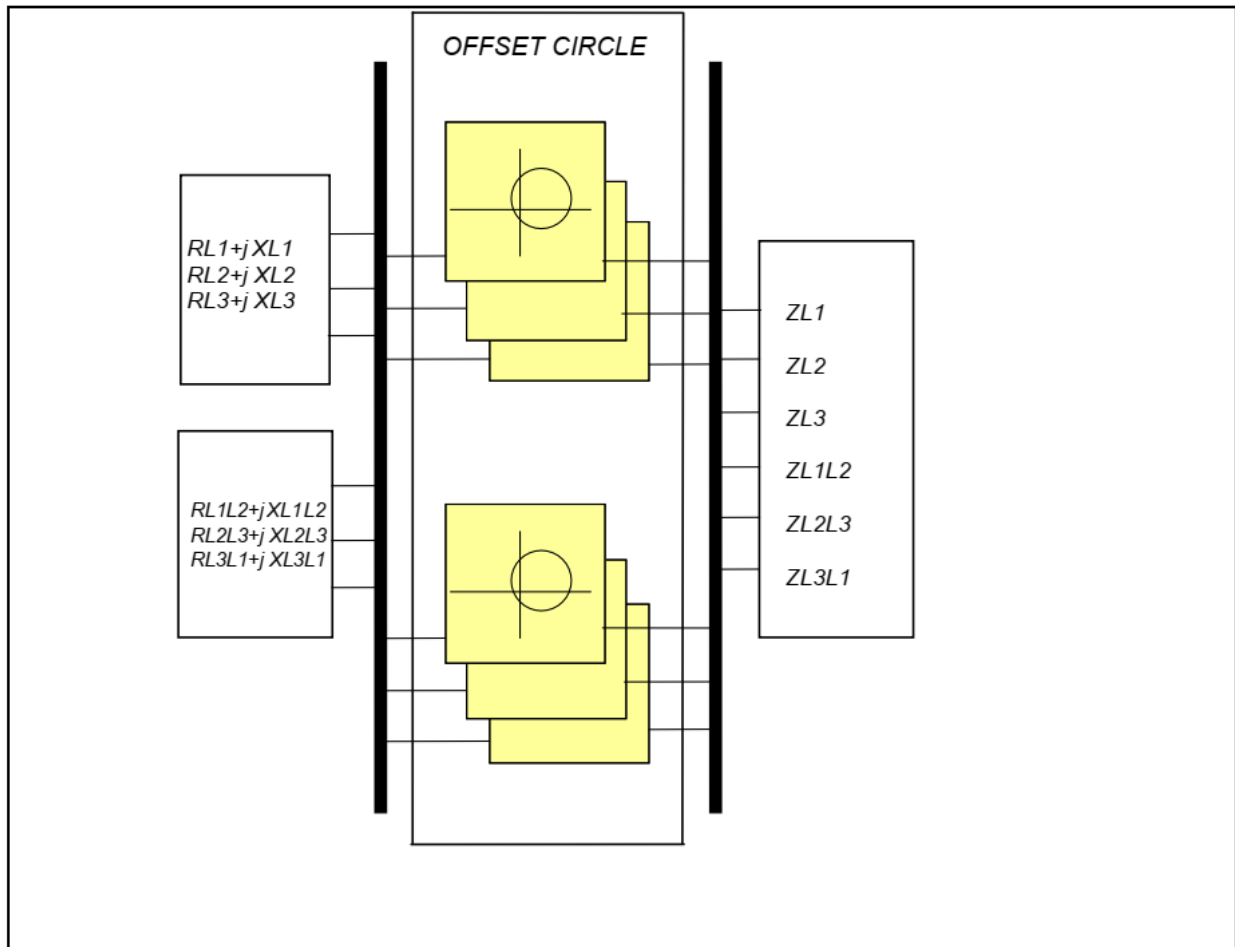 OFFSET CIRCLE
RL1+j XL1
RL2+j XL2
RL3+j XL3
RL1L2+j XL1L2
RL2L3+j XL2L3
RL3L1+j XL3L1
ZL1
ZL2
ZL3
ZL1L2
ZL2L3
ZL3L1